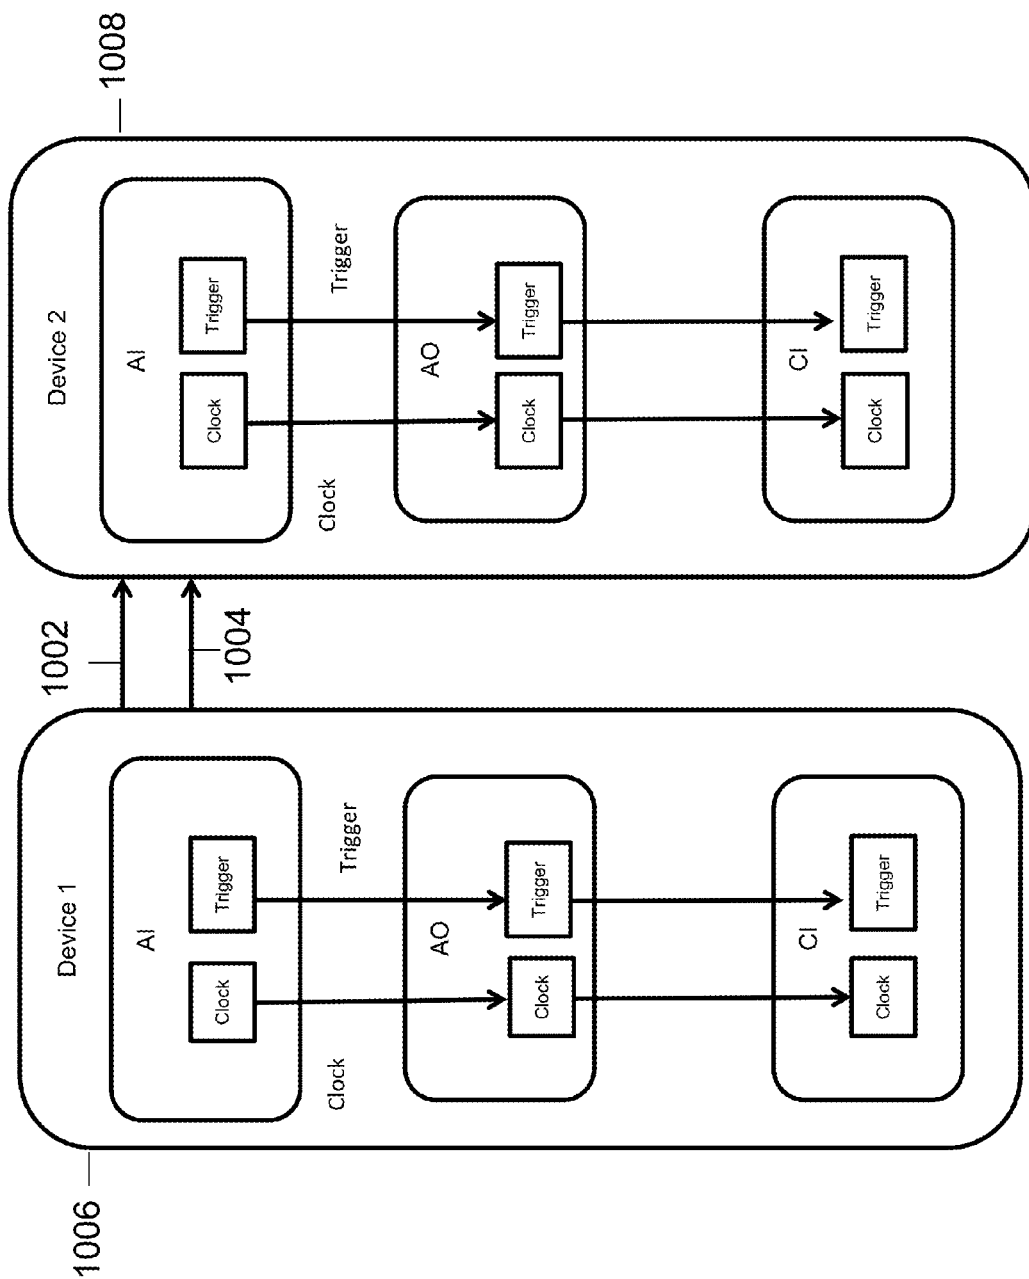 1006
Device 1
AI
Clock
Trigger
Clock
Trigger
AO
Clock
Trigger
CI
Clock
Trigger
1002
1004
1008
Device 2
AI
Clock
Trigger
Clock
Trigger
AO
Clock
Trigger
CI
Clock
Trigger